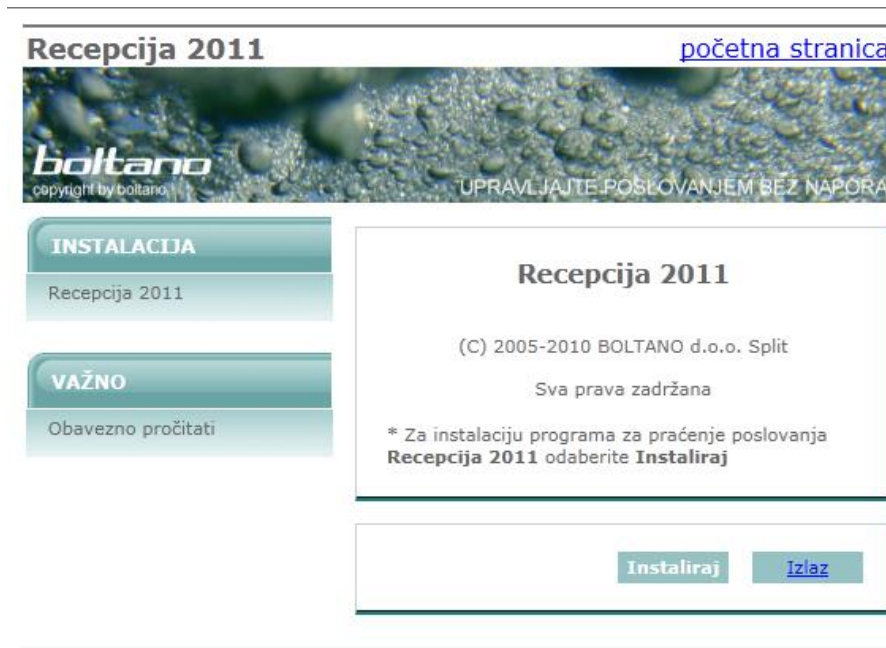 Recepcija 2011
početna stranica
boltano
copyright by boltano
UPRAVLJAJTE POSLOVANJEM BEZ NAPORA
INSTALACIJA
Recepcija 2011
VAŽNO
Obavezno pročitati
Recepcija 2011
(C) 2005-2010 BOLTANO d.o.o. Split
Sva prava zadržana
* Za instalaciju programa za praćenje poslovanja
Recepcija 2011 odaberite Instaliraj
Instaliraj
Izlaz